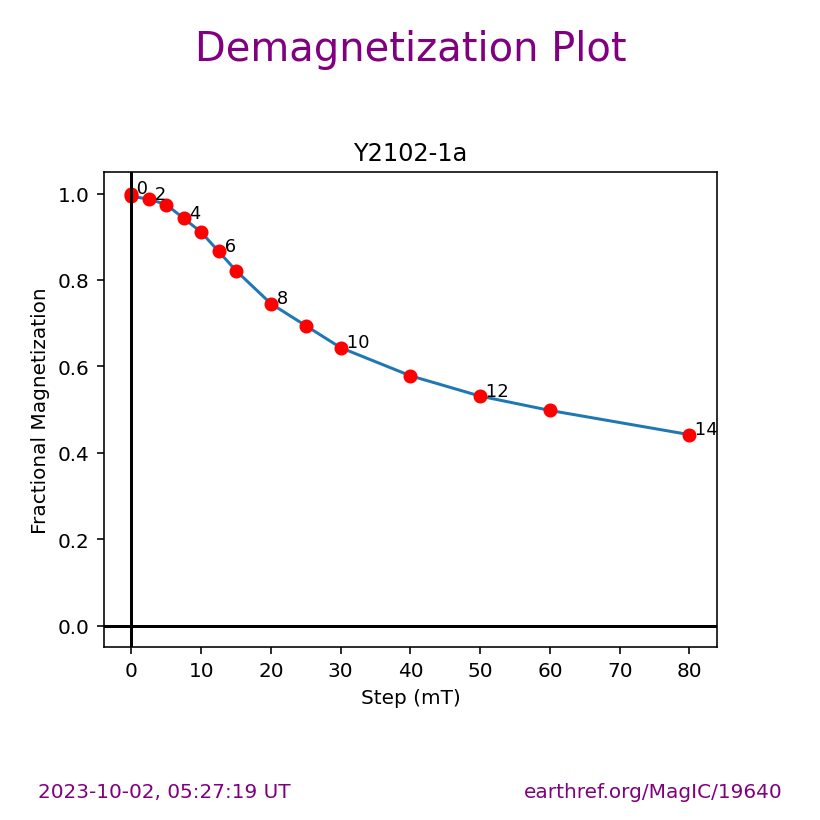 Demagnetization Plot
Y2102-1a
Fractional Magnetization
1.0
0.8
0.6
0.4
0.2
0.0
0
2
4
6
8
10
12
14
0 10 20 30 40 50 60 70 80
Step (mT)
2023-10-02, 05:27:19 UT
earthref.org/MagIC/19640